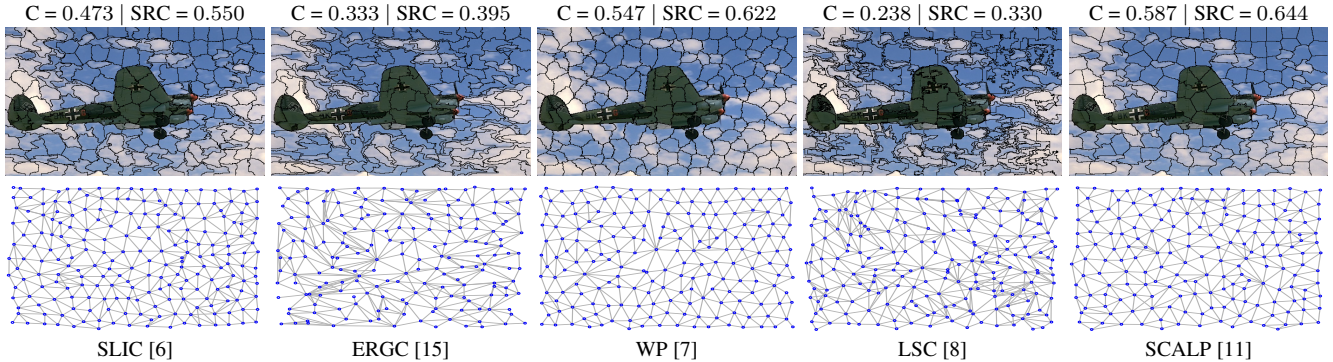 C = 0.473 | SRC = 0.550
C = 0.333 | SRC = 0.395
C = 0.547 | SRC = 0.622
C = 0.238 | SRC = 0.330
C = 0.587 | SRC = 0.644
SLIC [6]
ERGC [15]
WP [7]
LSC [8]
SCALP [11]